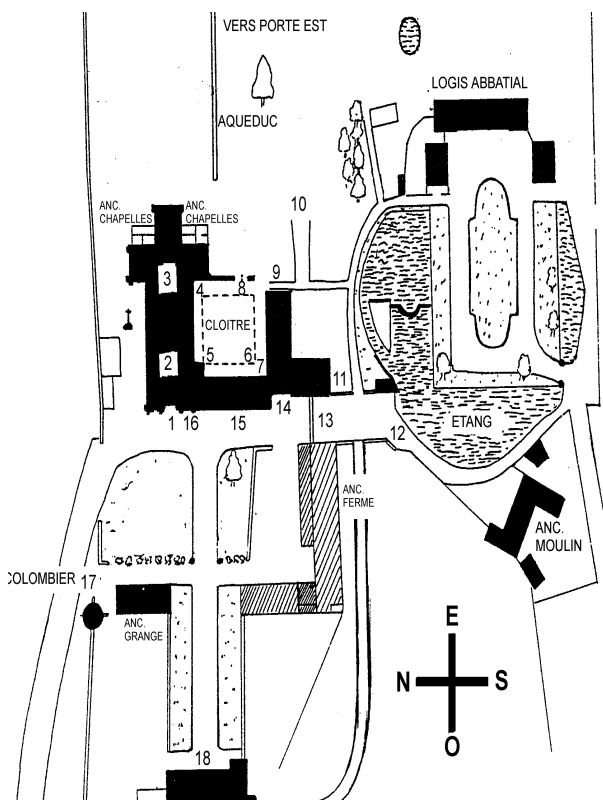 VERS PORTE EST
LOGIS ABBATIAL
AQUEDUC
ANC.
CHAPELLES
ANC.
CHAPELLES
10
3
9
4
8
CLOITRE
2
5
6
7
11
1
16
15
14
13
12
ETANG
ANC.
FERME
ANC.
MOULIN
COLOMBIER
17
ANC.
GRANGE
E
N
S
O
18